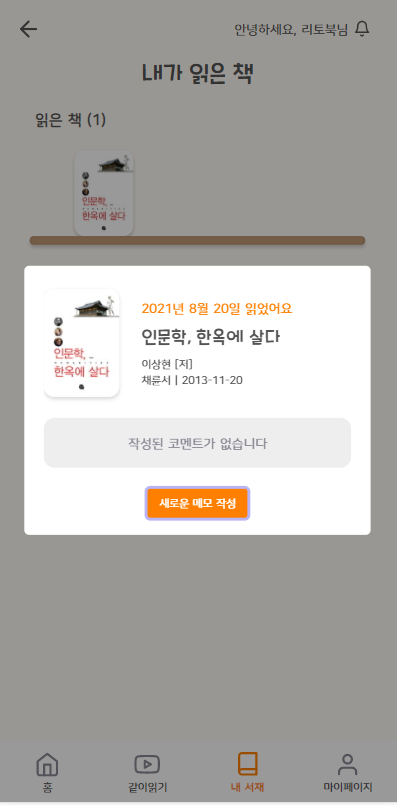 안녕하세요, 리토북님
내가 읽은 책
읽은 책 (1)
인문학, _
한옥에 살다
2021년 8월 20일 읽었어요
인문학, 한옥에 살다
이상현 [저]
채륜서 | 2013-11-20
인문학, _
한옥에 살다
작성된 코멘트가 없습니다
새로운 메모 작성
홈
같이읽기
내 서재
마이페이지